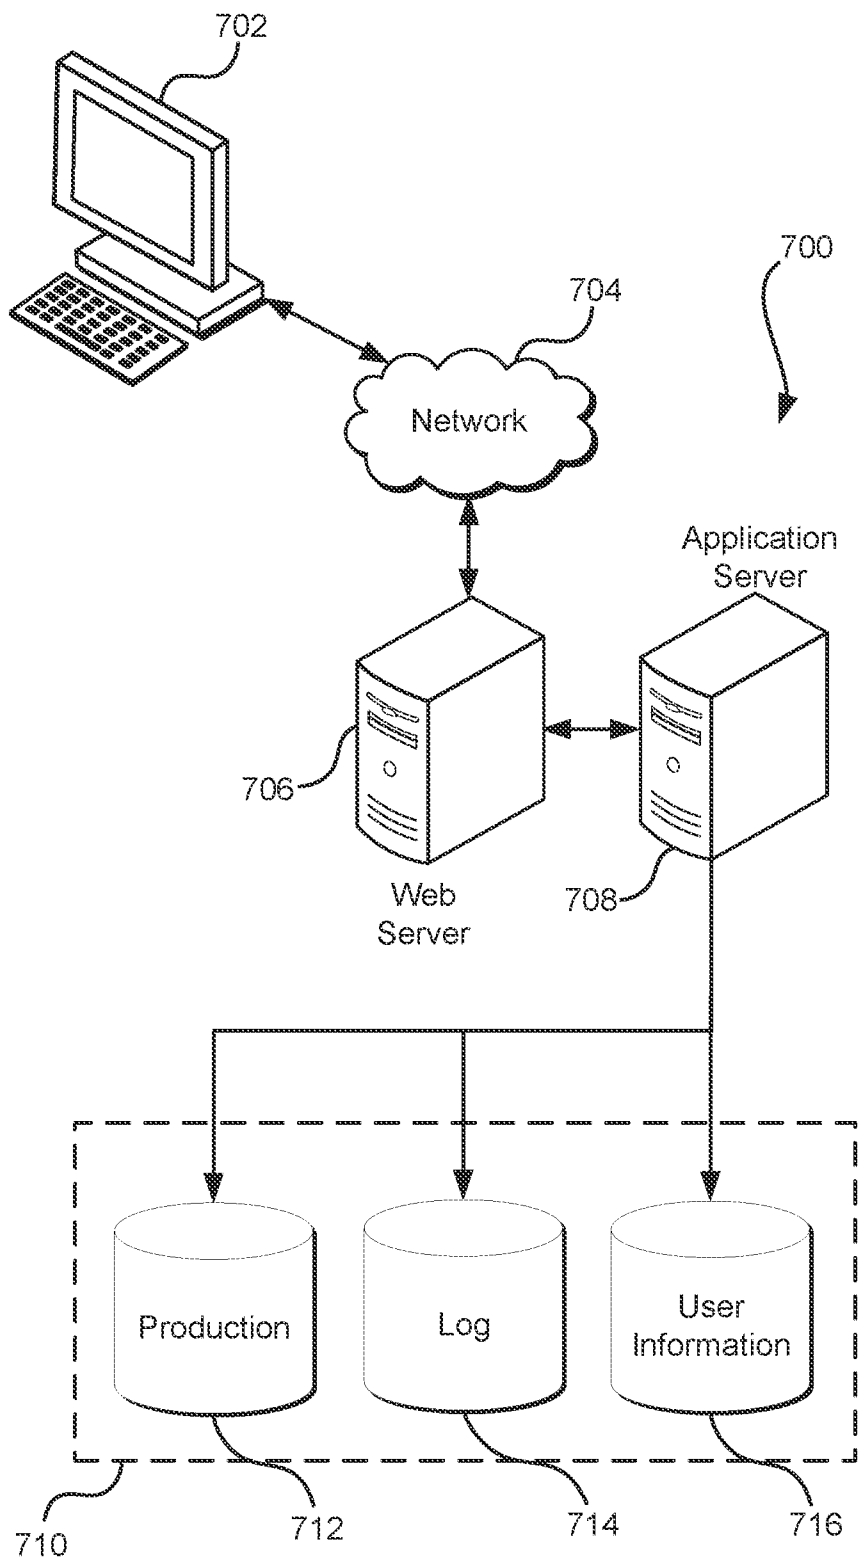 702
700
704
Network
Application
Server
706
708
Web
Server
Production
Log
User
Information
710
712
714
716